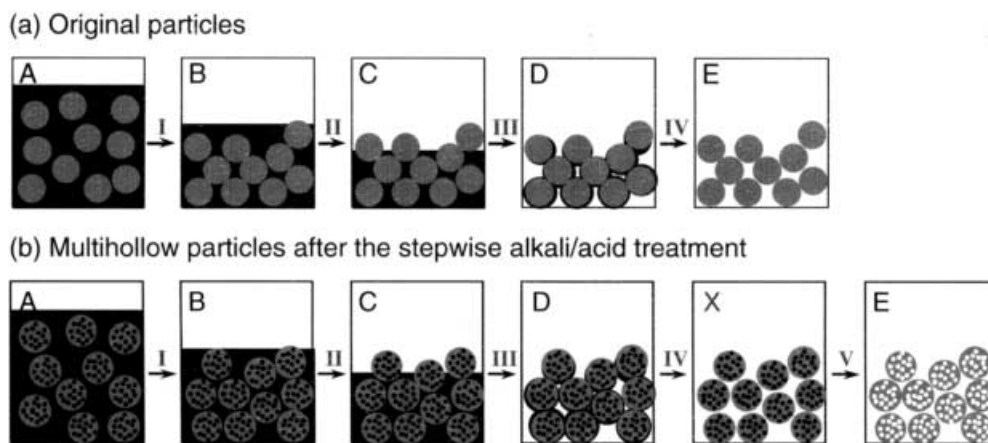 (a) Original particles
A B C D E
I II III IV
(b) Multihollow particles after the stepwise alkali/acid treatment
A B C D X E
I II III IV V